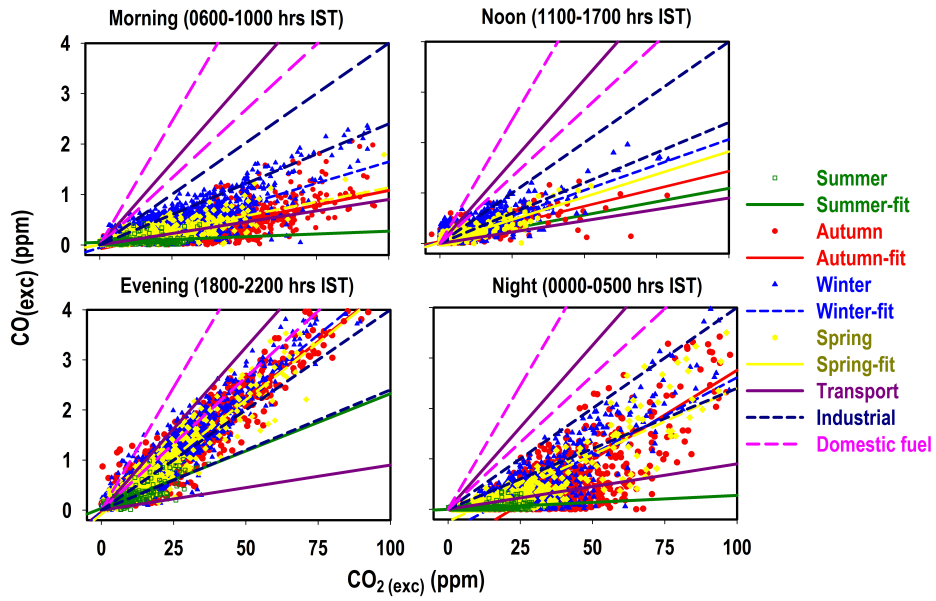 Morning (0600-1000 hrs IST)
Noon (1100-1700 hrs IST)
4
3
2
1
0
Evening (1800-2200 hrs IST)
Night (0000-0500 hrs IST)
4
3
2
1
0
0 25 50 75 100
0 25 50 75 100
CO(exc) (ppm)
CO2 (exc) (ppm)
Summer
Summer-fit
Autumn
Autumn-fit
Winter
Winter-fit
Spring
Spring-fit
Transport
Industrial
Domestic fuel